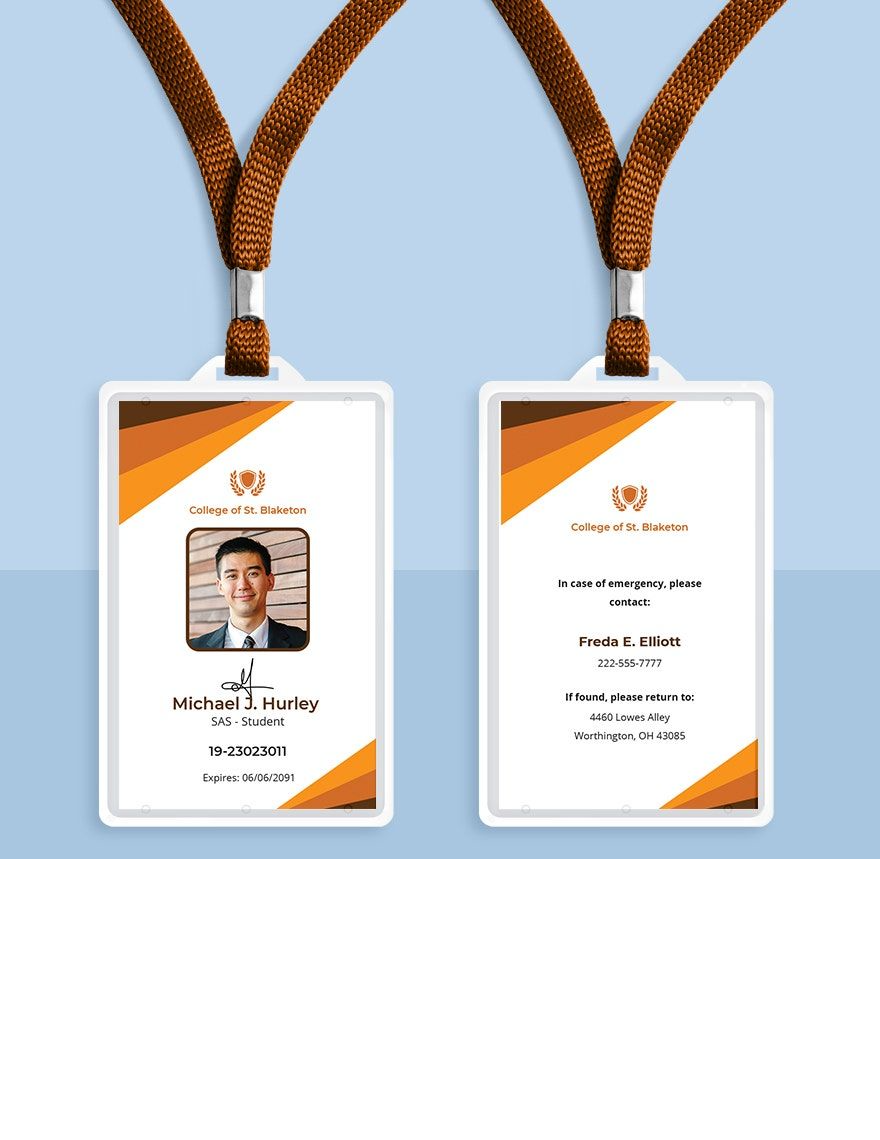 College of St. Blaketon
Michael J. Hurley
SAS - Student
19-23023011
Expires: 06/06/2091
College of St. Blaketon
In case of emergency, please
contact:
Freda E. Elliott
222-555-7777
If found, please return to:
4460 Lowes Alley
Worthington, OH 43085